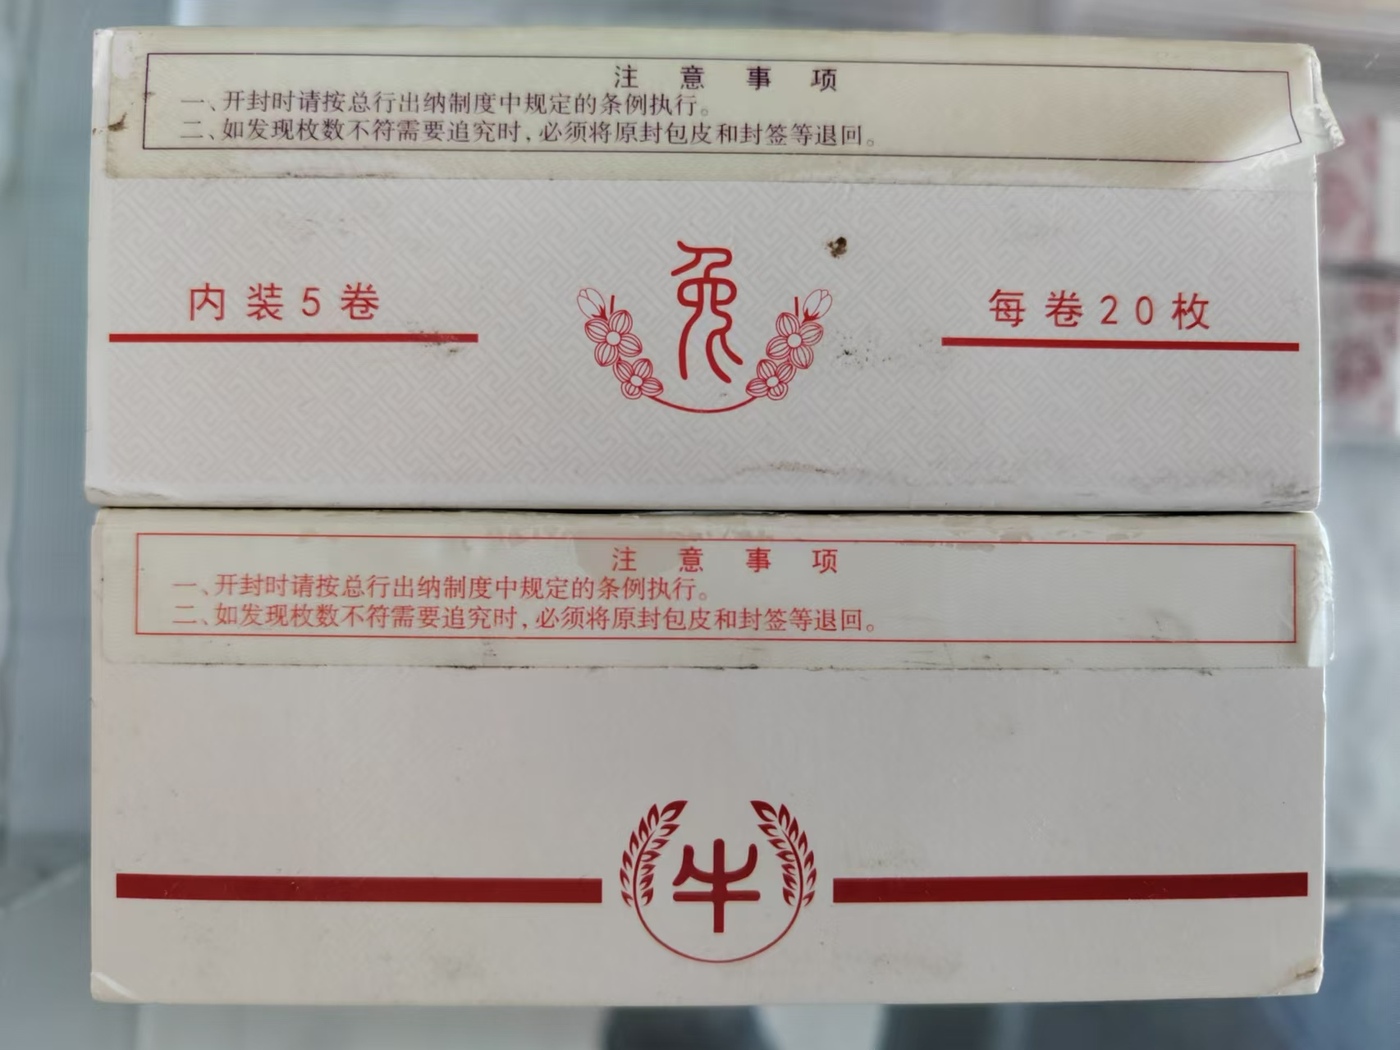 注意事项
一、开封时请按总行出纳制度中规定的条例执行。
二、如发现枚数不符需要追究时，必须将原封包皮和封签等退回。
内装5卷
兔
每卷20枚
注意事项
一、开封时请按总行出纳制度中规定的条例执行。
二、如发现枚数不符需要追究时，必须将原封包皮和封签等退回。
牛